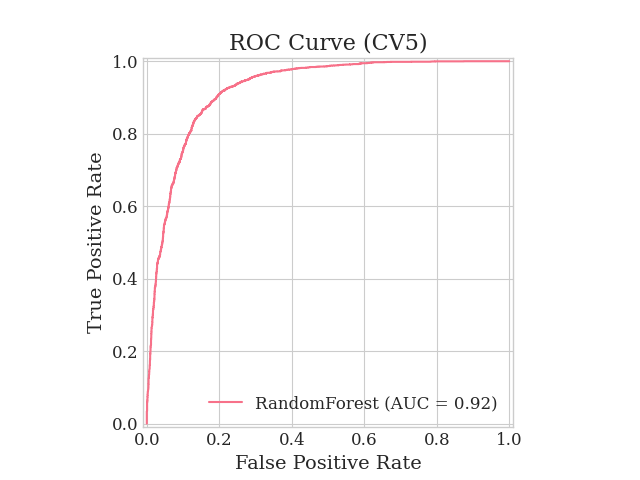 ROC Curve (CV5)
True Positive Rate
1.0
0.8
0.6
0.4
0.2
0.0
RandomForest (AUC = 0.92)
0.0 0.2 0.4 0.6 0.8 1.0
False Positive Rate